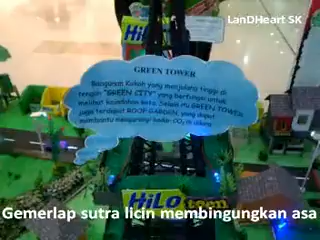 LanDHeart SK
HiLo
GREEN TOWER
Bangunan Kokoh yang menjulang tinggi di
tengah "GREEN CITY" yang berfungsi untuk
melihat keindahan kota. Selain itu GREEN TOWER
juga terdapat ROOF GARDEN, yang dapat
membantu mengurangi kadar CO2 di udara
HiLo teen
Gemerlap sutra licin membingungkan asa